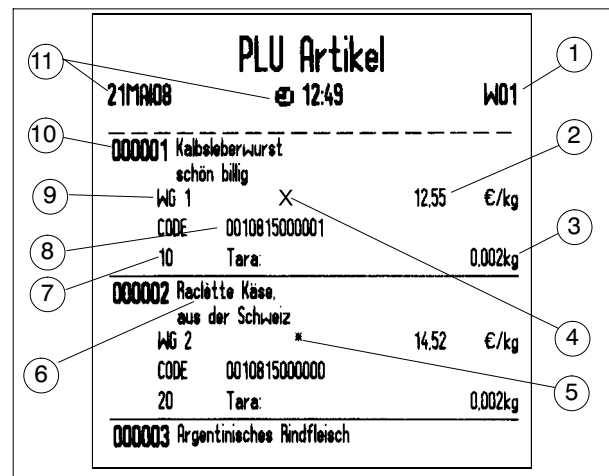 PLU Artikel
21MAI08 12:49 W01
000001 Kalbsleberwurst
schön billig
WG 1 X 12,55 €/kg
CODE 0010815000001
10 Tara: 0,002kg
000002 Raclètte Käse,
aus der Schweiz
WG 2 * 14,52 €/kg
CODE 0010815000000
20 Tara: 0,002kg
000003 Argentinisches Rindfleisch
11
10
9
8
7
6
1
2
3
4
5